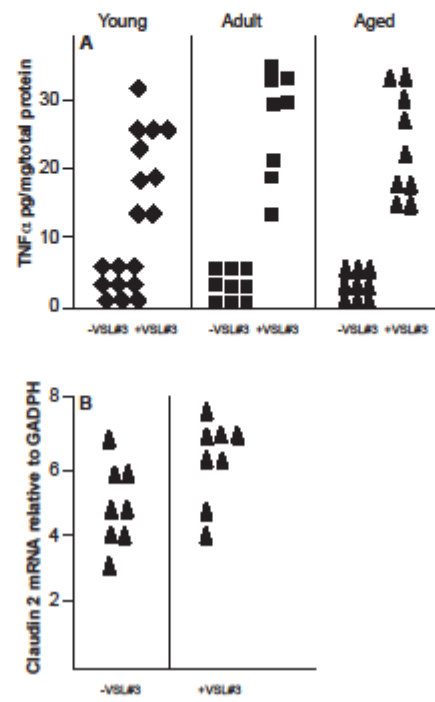 Young Adult Aged
A
TNFα pg/mg/total protein
30
20
10
0
-VSL#3 +VSL#3 -VSL#3 +VSL#3 -VSL#3 +VSL#3
B
Claudin 2 mRNA relative to GADPH
8
6
4
2
-VSL#3 +VSL#3